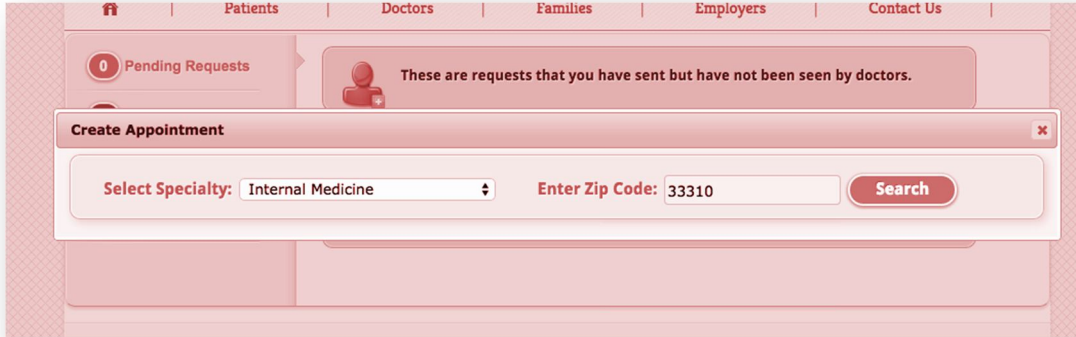 Patients Doctors Families Employers Contact Us
0 Pending Requests
These are requests that you have sent but have not been seen by doctors.
Create Appointment
Select Specialty: Internal Medicine Enter Zip Code: 33310 Search